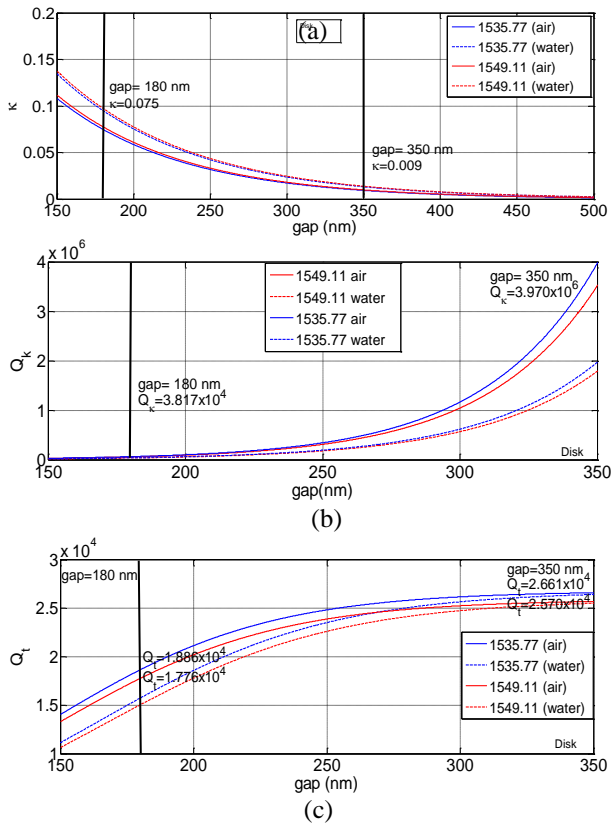 0.2
(a)
Disk
0.15
0.1
0.05
0
κ
1535.77 (air)
1535.77 (water)
1549.11 (air)
1549.11 (water)
gap= 180 nm
κ=0.075
gap= 350 nm
κ=0.009
150 200 250 300 350 400 450 500
gap (nm)
x 10^6
4
3
2
1
0
Q_k
1549.11 air
1549.11 water
1535.77 air
1535.77 water
gap= 350 nm
Q_κ=3.970x10^6
gap= 180 nm
Q_κ=3.817x10^4
Disk
150 200 250 300 350
gap(nm)
(b)
x 10^4
3
2.5
2
1.5
1
Q_t
gap=180 nm
gap=350 nm
Q_t=2.661x10^4
Q_t=2.570x10^4
Q_t=1.886x10^4
Q_t=1.776x10^4
1535.77 (air)
1535.77 (water)
1549.11 (air)
1549.11 (water)
Disk
150 200 250 300 350
gap (nm)
(c)